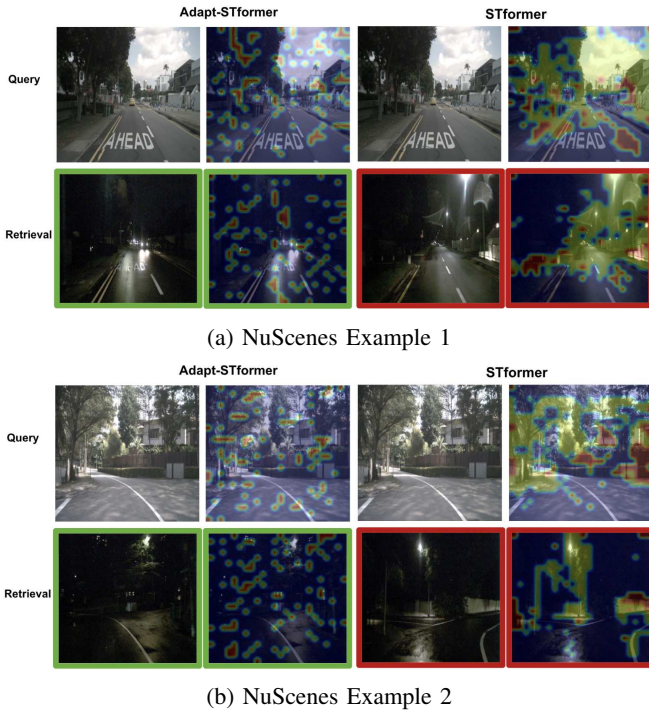 Adapt-STformer STformer
Query
AHEAD AHEAD AHEAD AHEAD
Retrieval
AHEAD
(a) NuScenes Example 1
Adapt-STformer STformer
Query
Retrieval
(b) NuScenes Example 2